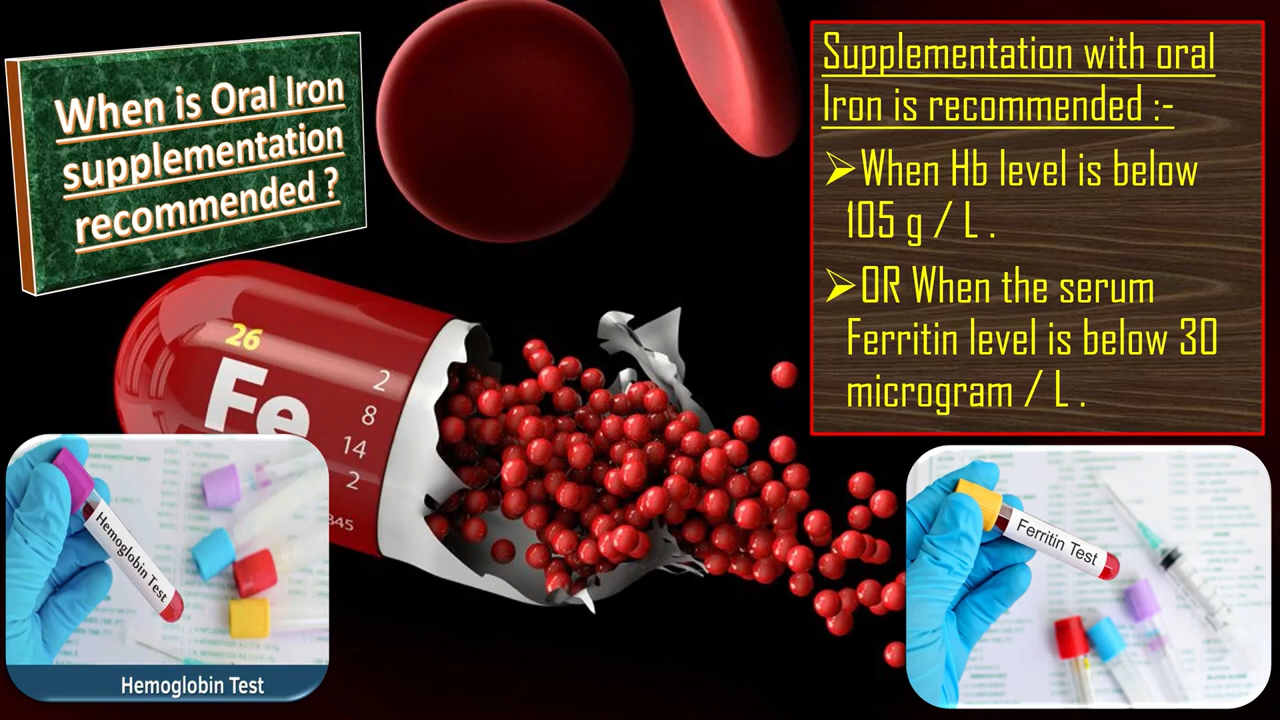 When is Oral Iron
supplementation
recommended ?
Supplementation with oral
Iron is recommended :-
➢When Hb level is below
105 g / L .
➢OR When the serum
Ferritin level is below 30
microgram / L .
26
Fe
2
8
14
2
345
Hemoglobin Test
Hemoglobin Test
Ferritin Test